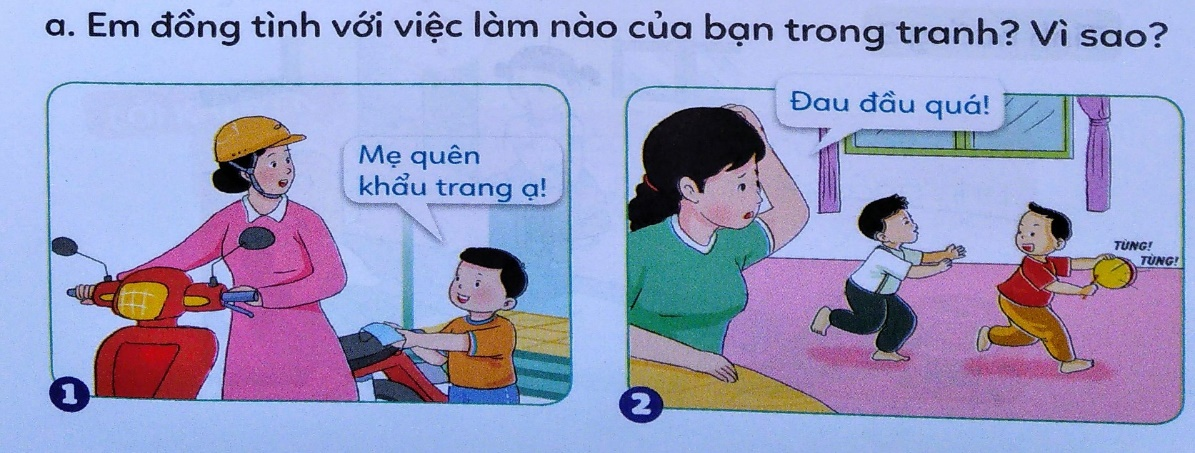 a. Em đồng tình với việc làm nào của bạn trong tranh? Vì sao?
Mẹ quên
khẩu trang ạ!
1
Đau đầu quá!
TÙNG!
TÙNG!
2